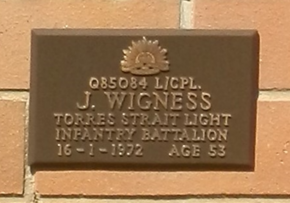 Q85084 L/CPL.
J. WIGNESS
TORRES STRAIT LIGHT
INFANTRY BATTALION
16-1-1972 AGE 53